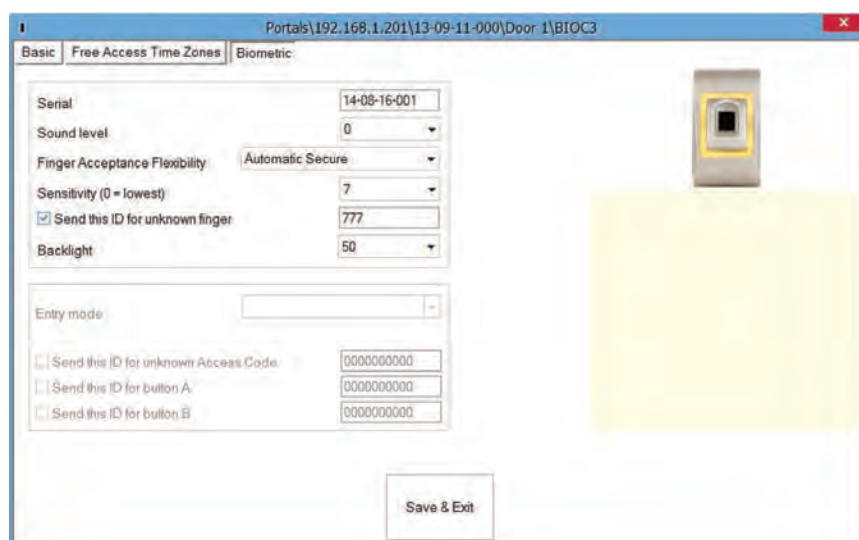 Portals\192.168.1.201\13-09-11-000\Door 1\BIOC3
Basic Free Access Time Zones Biometric
Serial 14-08-16-001
Sound level 0
Finger Acceptance Flexibility Automatic Secure
Sensitivity (0 = lowest) 7
Send this ID for unknown finger 777
Backlight 50
Entry mode
Send this ID for unknown Access Code 0000000000
Send this ID for button A 0000000000
Send this ID for button B 0000000000
Save & Exit